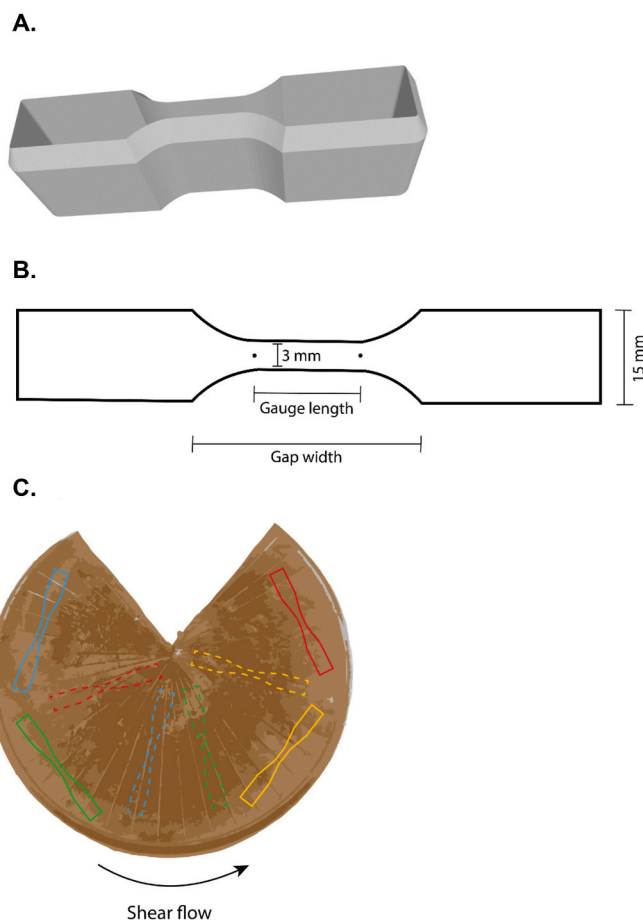 A.
B.
3 mm
15 mm
Gauge length
Gap width
C.
Shear flow